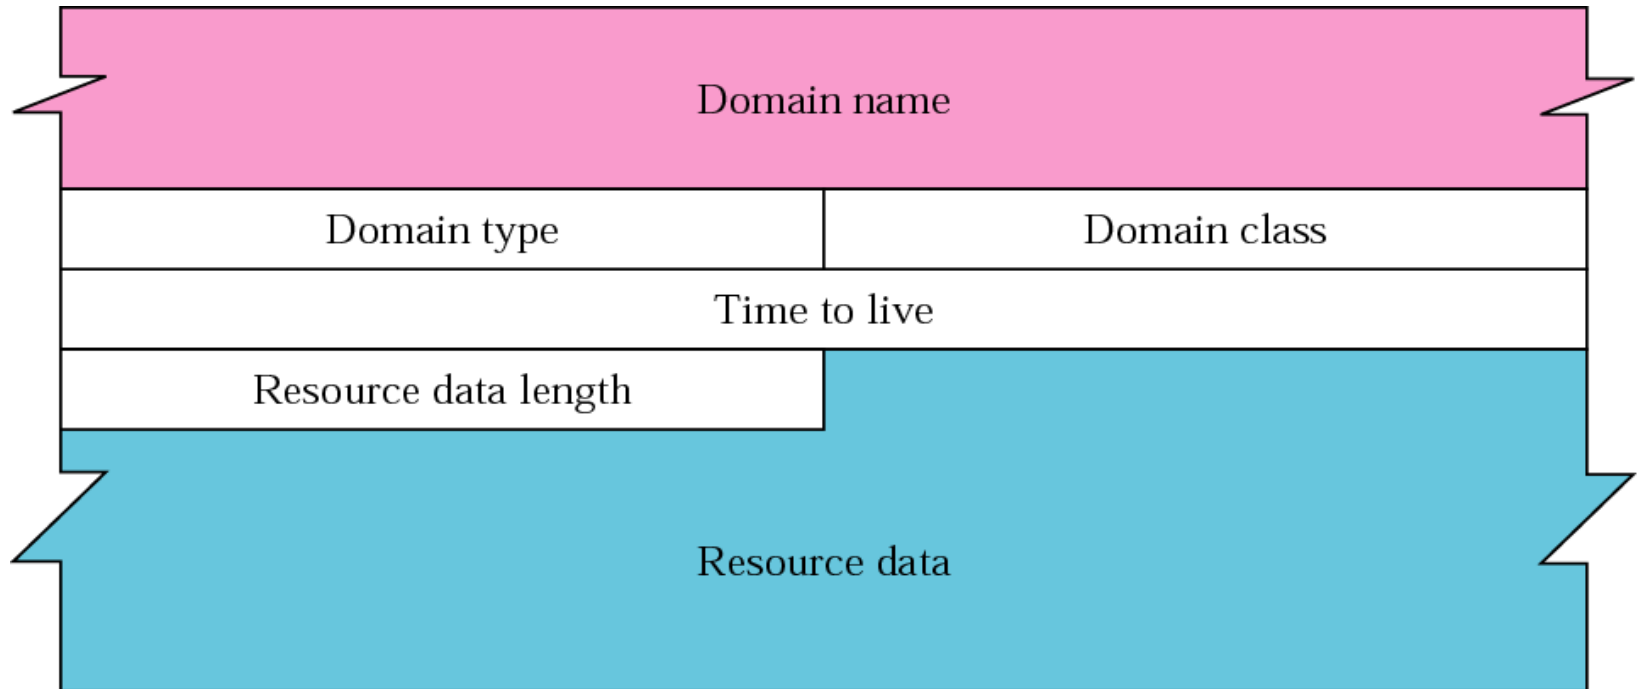 Domain name
Domain type
Domain class
Time to live
Resource data length
Resource data